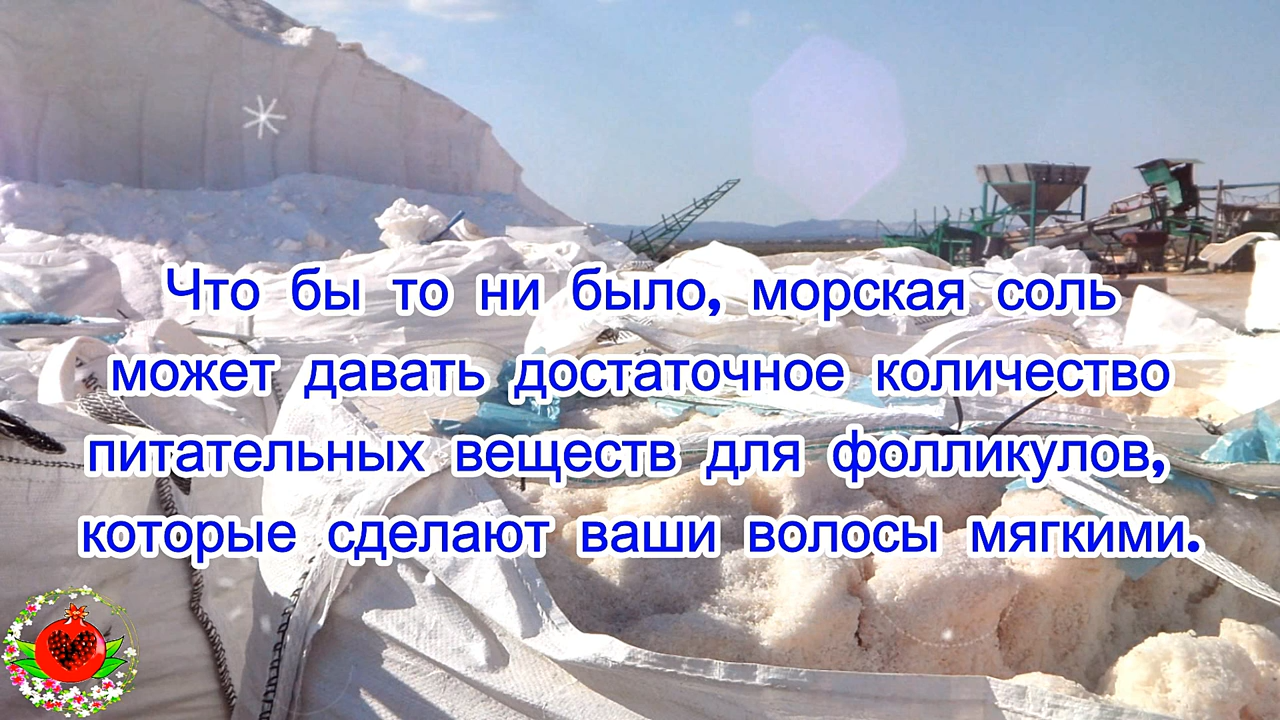 Что бы то ни было, морская соль
может давать достаточное количество
питательных веществ для фолликулов,
которые сделают ваши волосы мягкими.